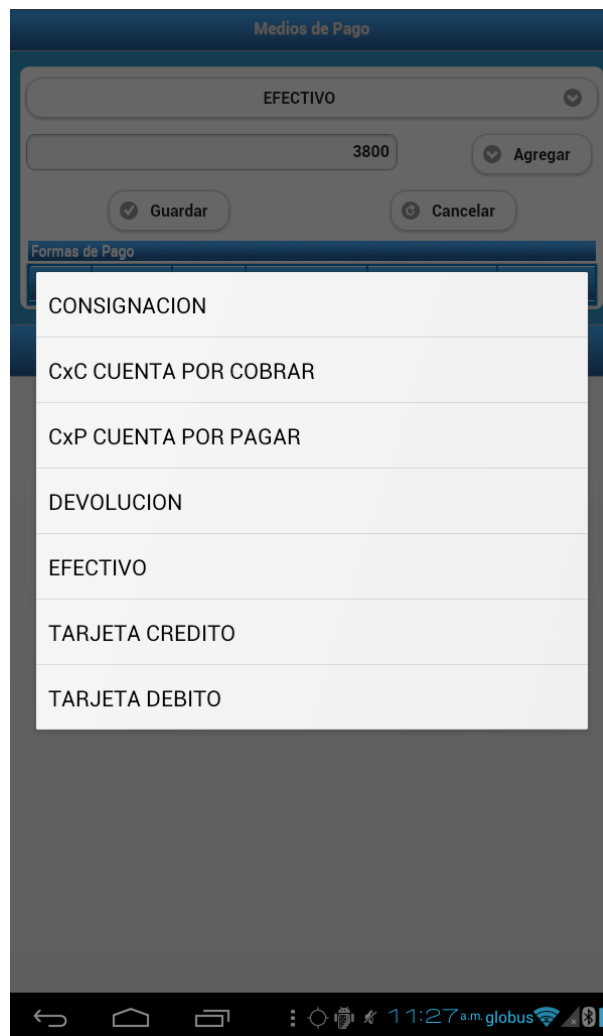 Medios de Pago
EFECTIVO
3800
Agregar
Guardar
Cancelar
Formas de Pago
CONSIGNACION
CxC CUENTA POR COBRAR
CxP CUENTA POR PAGAR
DEVOLUCION
EFECTIVO
TARJETA CREDITO
TARJETA DEBITO
11:27 a.m. globus